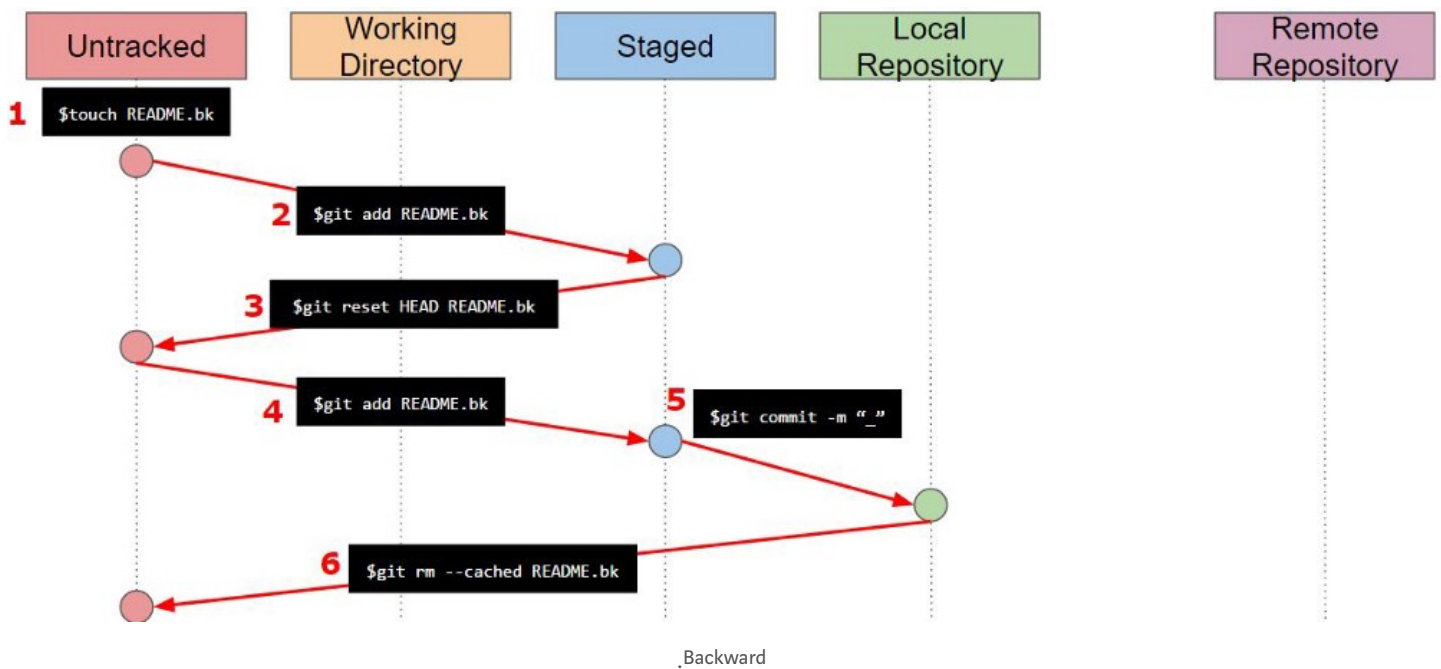 Untracked
Working
Directory
Staged
Local
Repository
Remote
Repository
1
$touch README.bk
2
$git add README.bk
3
$git reset HEAD README.bk
4
$git add README.bk
5
$git commit -m “_”
6
$git rm --cached README.bk
.Backward